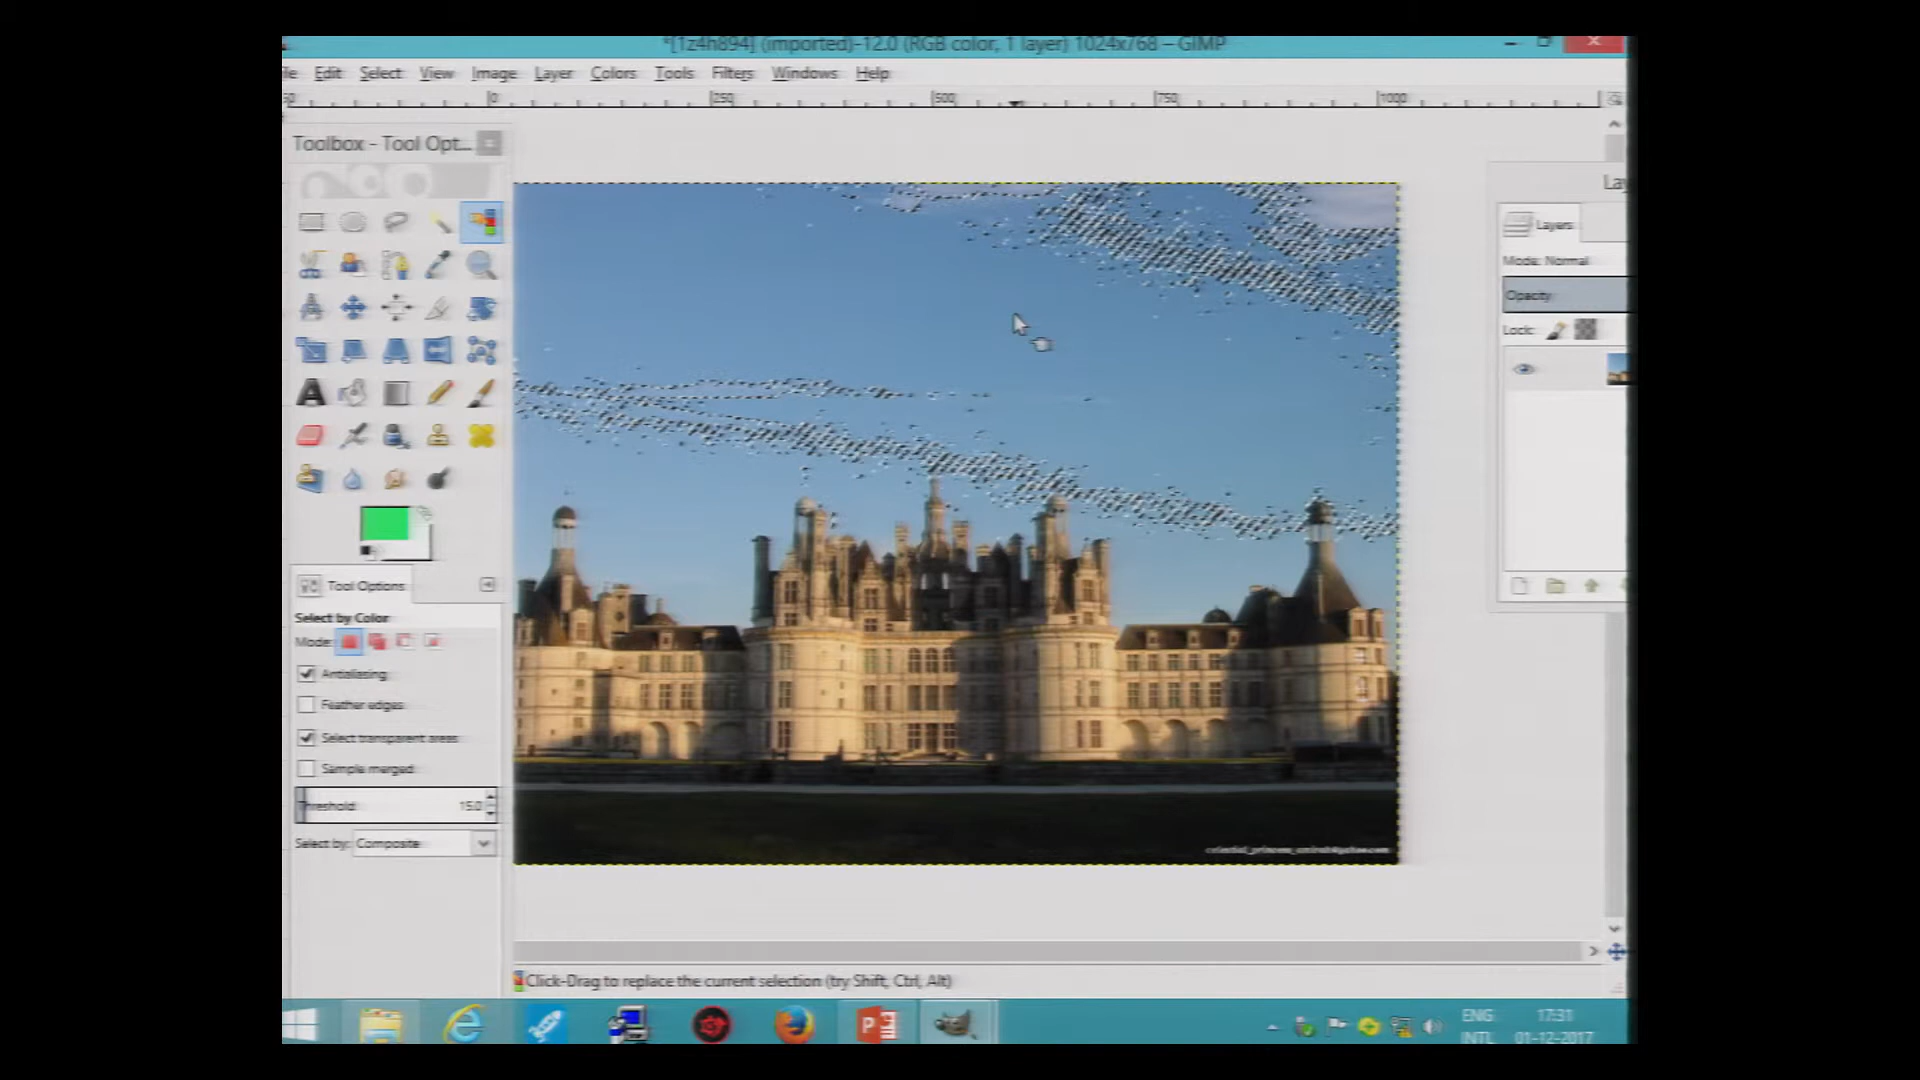 *[1z4h894] (imported)-12.0 (RGB color, 1 layer) 1024x768 – GIMP
ile Edit Select View Image Layer Colors Tools Filters Windows Help
50 0 250 500 750 1000
Toolbox - Tool Opt...
Lay
Layers
Mode: Normal
Opacity
Lock:
A
Tool Options
Select by Color
Mode:
Antialiasing
Feather edges
Select transparent areas
Sample merged
Threshold 15.0
Select by: Composite
Click-Drag to replace the current selection (try Shift, Ctrl, Alt)
ENG 17:31
INTL 01-12-2017